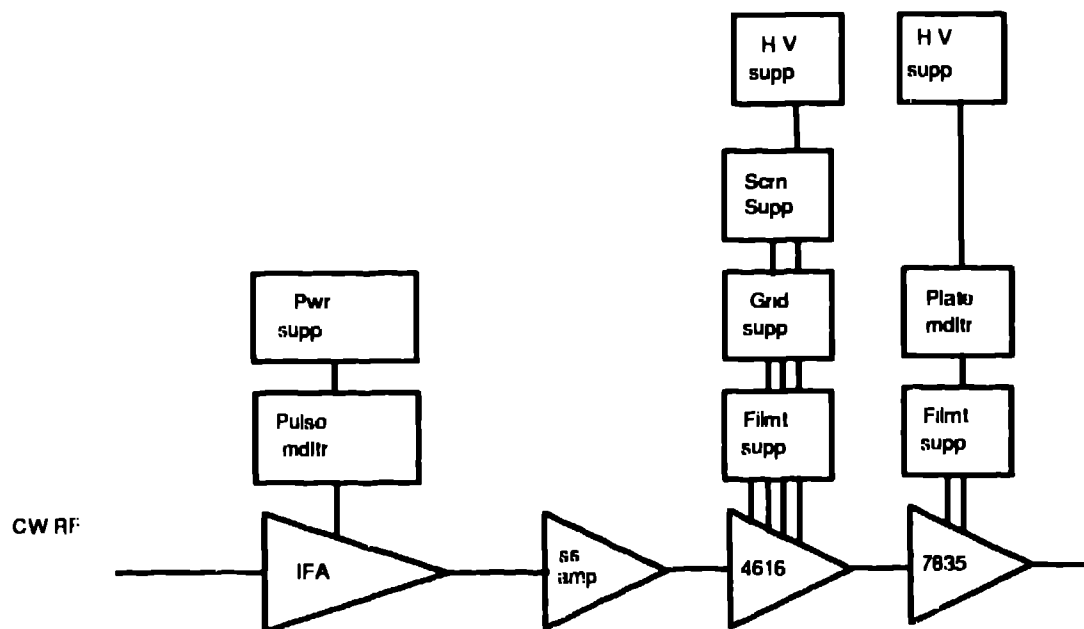 H V
supp
H V
supp
Scrn
Supp
Pwr
supp
Grid
supp
Plate
mdltr
Pulse
mdltr
Filmt
supp
Filmt
supp
CW RF
IFA
ss
amp
4616
7835